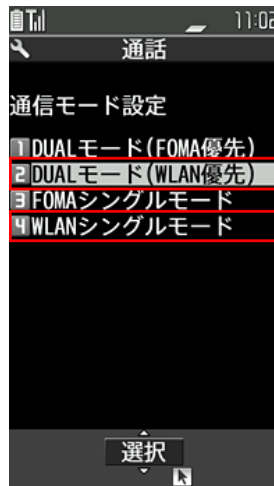 11:02
通話
通信モード設定
1 DUALモード(FOMA優先)
2 DUALモード(WLAN優先)
3 FOMAシングルモード
4 WLANシングルモード
選択